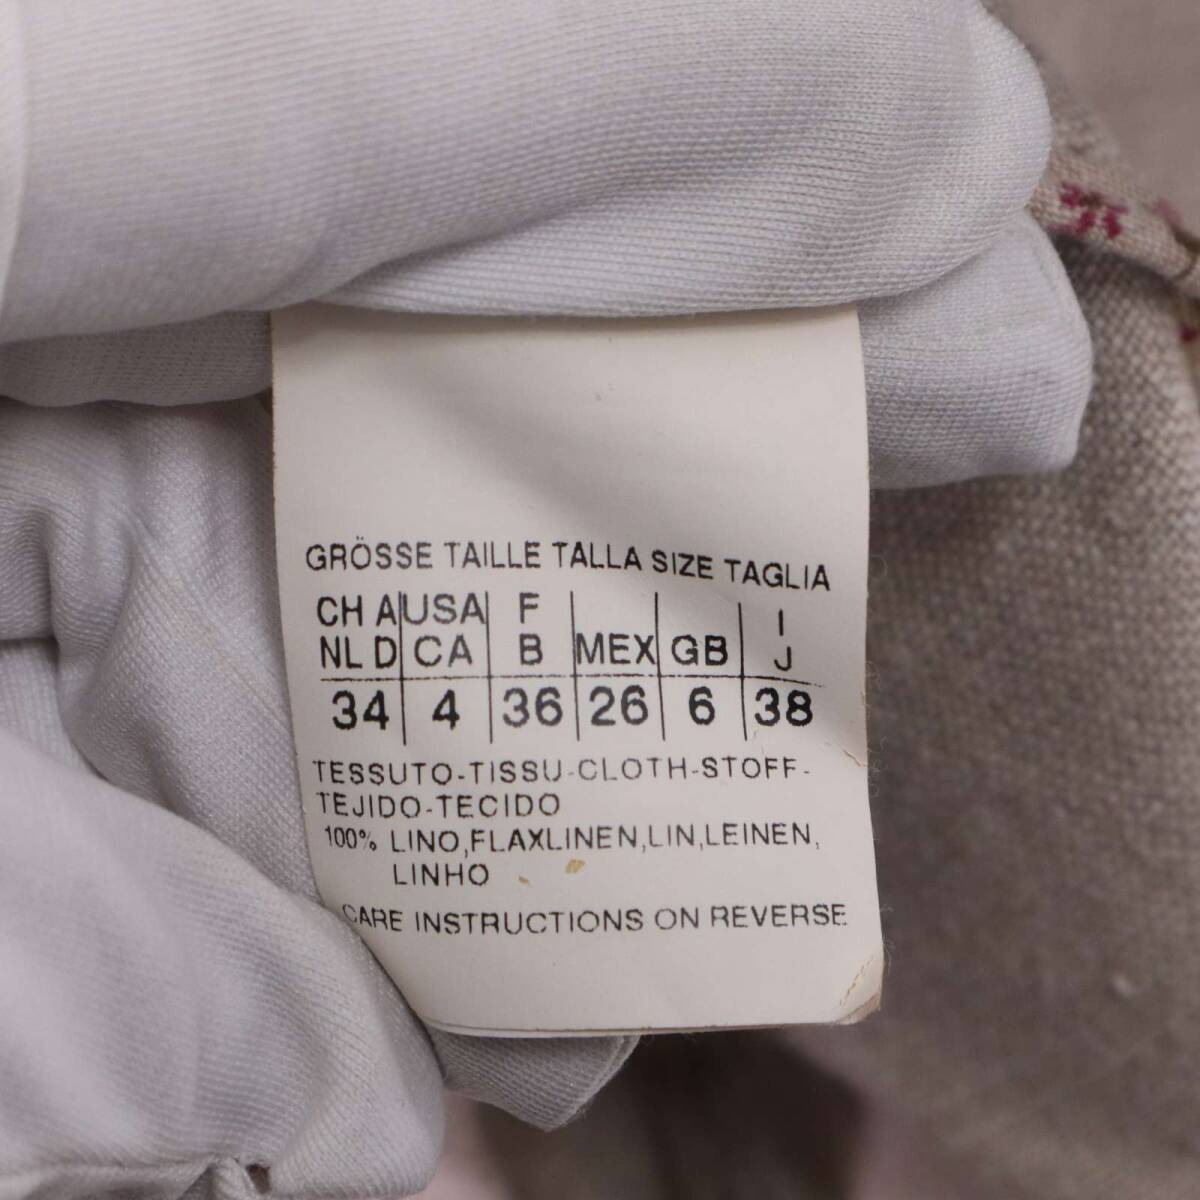 GRÖSSE TAILLE TALLA SIZE TAGLIA
CH A USA F I
NL D CA B MEX GB J
34 4 36 26 6 38
TESSUTO-TISSU-CLOTH-STOFF-
TEJIDO-TECIDO
100% LINO,FLAXLINEN,LIN,LEINEN,
LINHO
CARE INSTRUCTIONS ON REVERSE